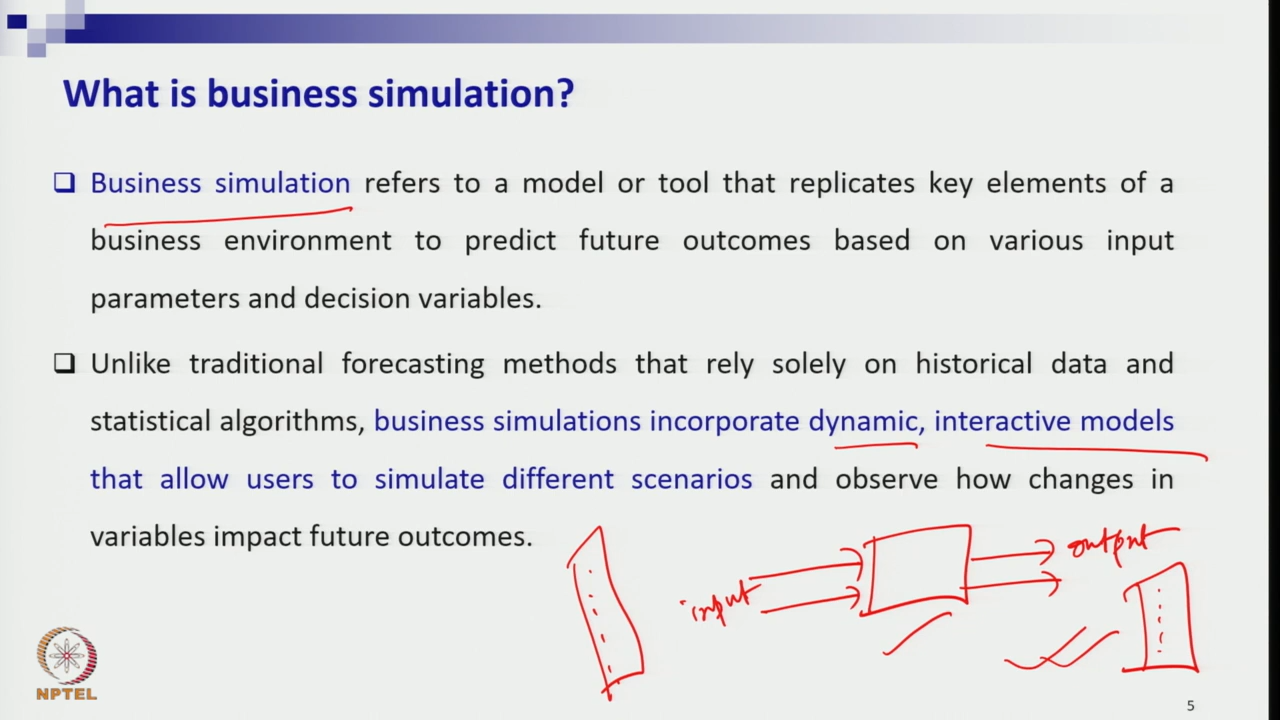 What is business simulation?
❑ Business simulation refers to a model or tool that replicates key elements of a
business environment to predict future outcomes based on various input
parameters and decision variables.
❑ Unlike traditional forecasting methods that rely solely on historical data and
statistical algorithms, business simulations incorporate dynamic, interactive models
that allow users to simulate different scenarios and observe how changes in
variables impact future outcomes.
output
input
NPTEL
5